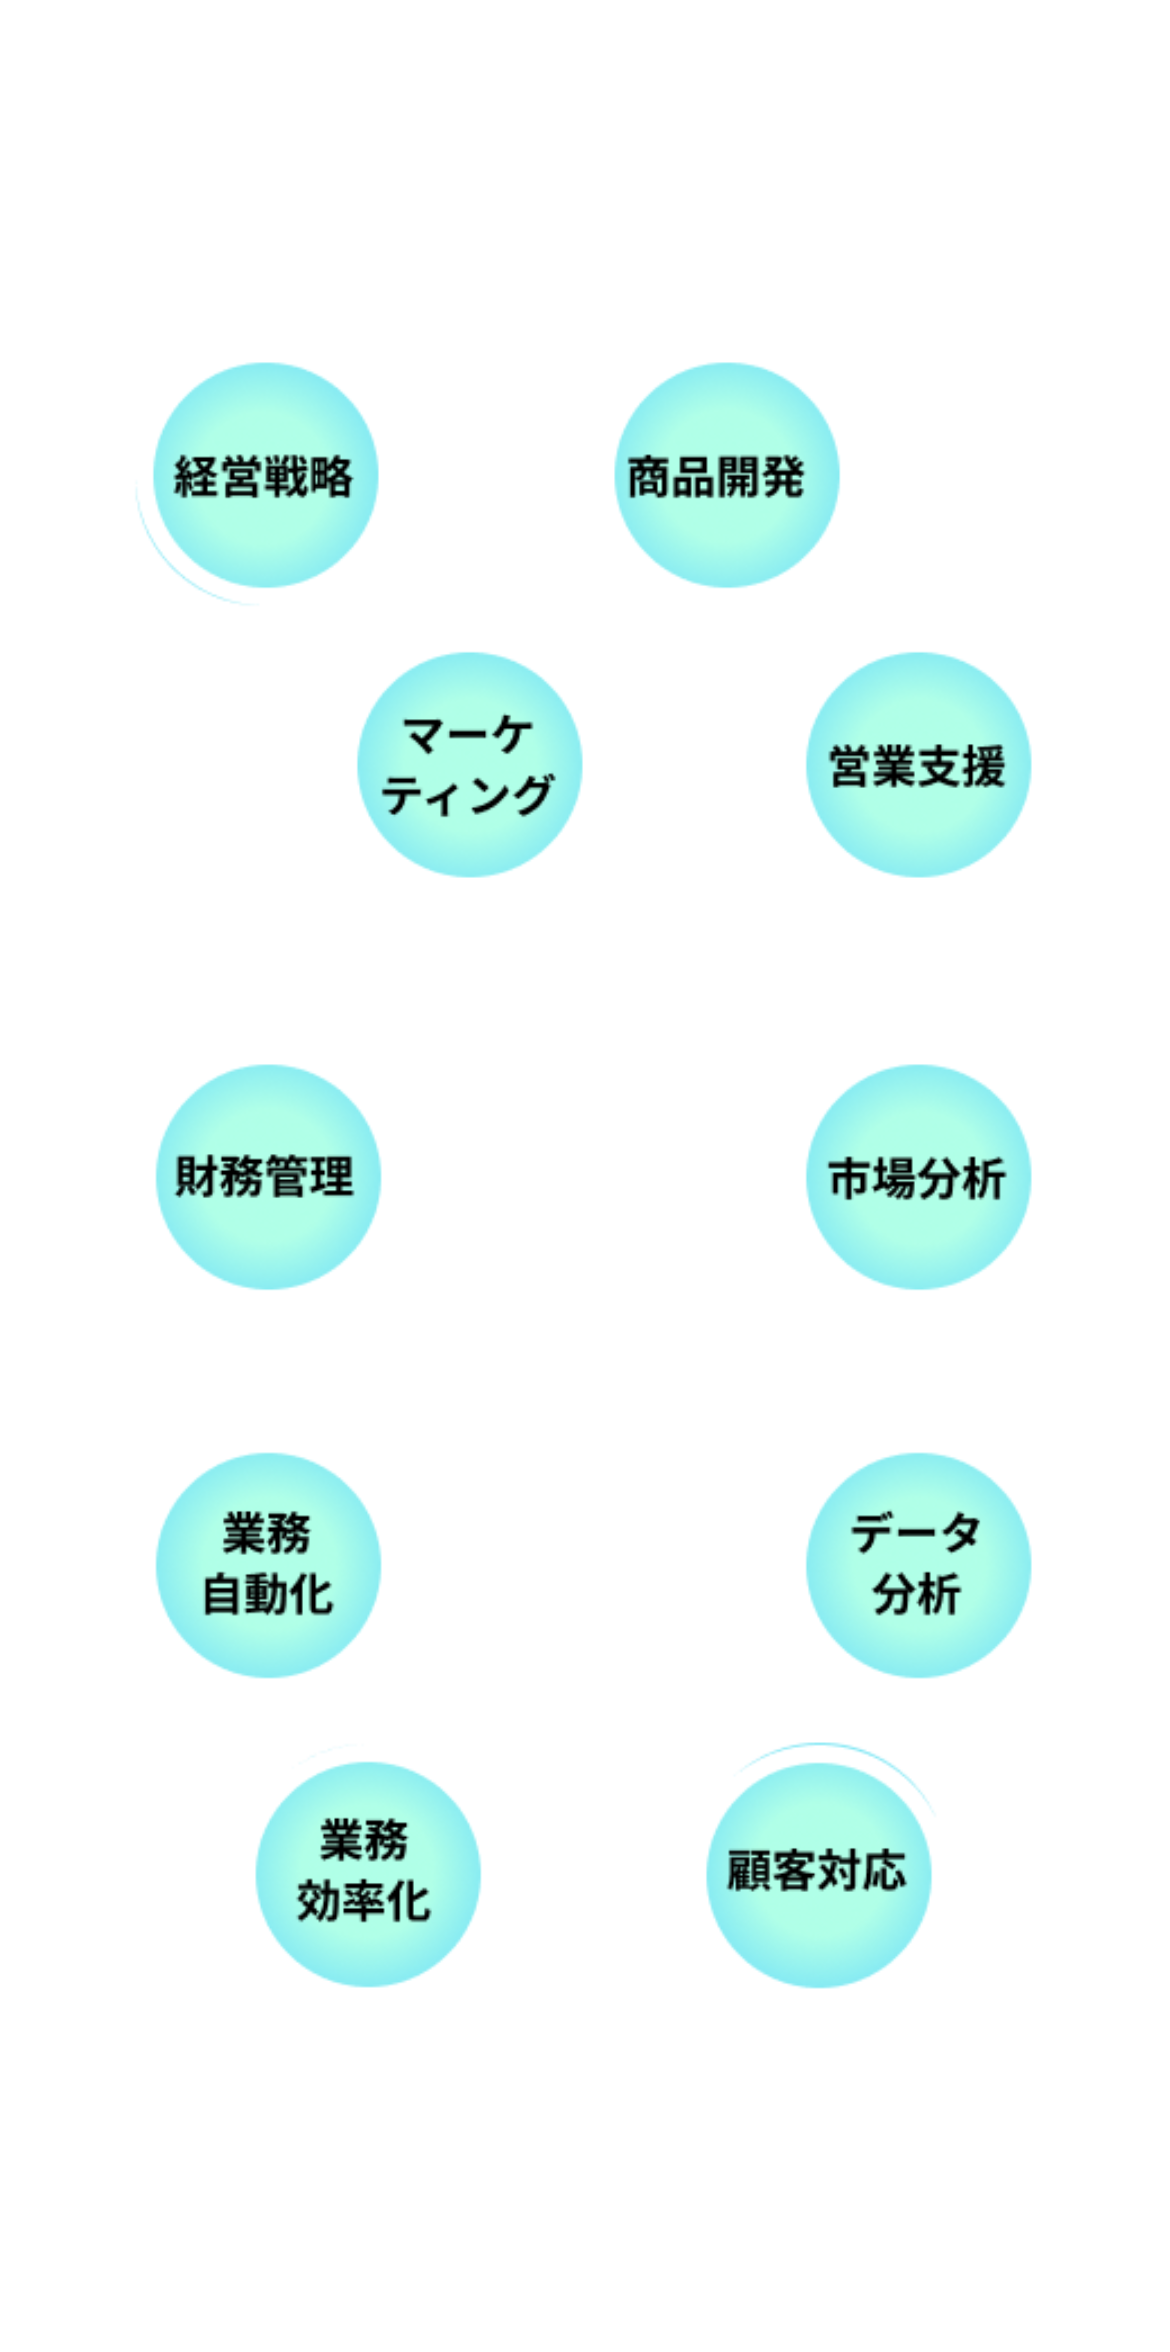 経営戦略
商品開発
マーケ
ティング
営業支援
財務管理
市場分析
業務
自動化
データ
分析
業務
効率化
顧客対応